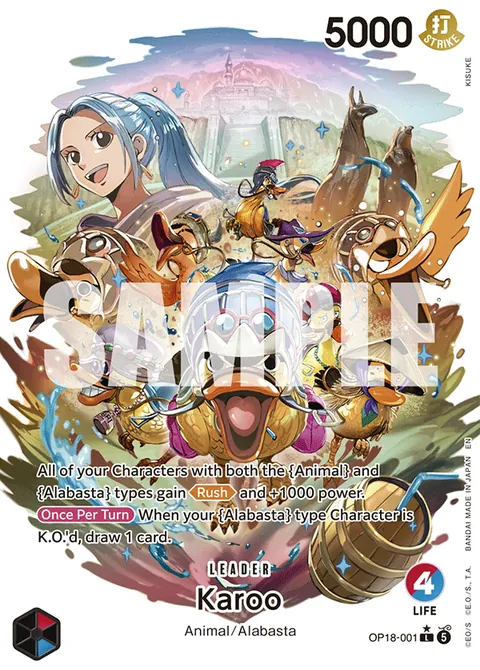 5000
打
STRIKE
KISUKE
SAMPLE
All of your Characters with both the {Animal} and
{Alabasta} types gain Rush and +1000 power.
Once Per Turn When your {Alabasta} type Character is
K.O.'d, draw 1 card.
LEADER
Karoo
Animal/Alabasta
4
LIFE
OP18-001 L 5
©E/S ©E.O./S., T.A. BANDAI MADE IN JAPAN EN